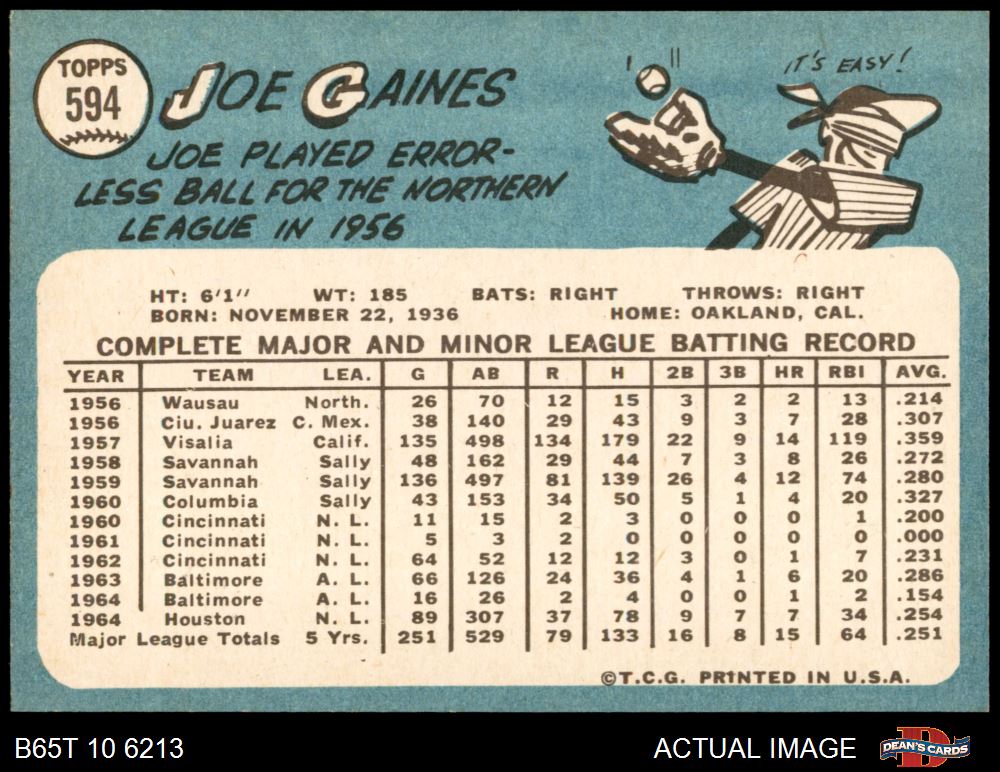 TOPPS
594
JOE GAINES
IT'S EASY!
JOE PLAYED ERROR-
LESS BALL FOR THE NORTHERN
LEAGUE IN 1956
HT: 6'1" WT: 185 BATS: RIGHT THROWS: RIGHT
BORN: NOVEMBER 22, 1936 HOME: OAKLAND, CAL.
COMPLETE MAJOR AND MINOR LEAGUE BATTING RECORD
YEAR TEAM LEA. G AB R H 2B 3B HR RBI AVG.
1956 Wausau North. 26 70 12 15 3 2 2 13 .214
1956 Ciu. Juarez C. Mex. 38 140 29 43 9 3 7 28 .307
1957 Visalia Calif. 135 498 134 179 22 9 14 119 .359
1958 Savannah Sally 48 162 29 44 7 3 8 26 .272
1959 Savannah Sally 136 497 81 139 26 4 12 74 .280
1960 Columbia Sally 43 153 34 50 5 1 4 20 .327
1960 Cincinnati N. L. 11 15 2 3 0 0 0 1 .200
1961 Cincinnati N. L. 5 3 2 0 0 0 0 0 .000
1962 Cincinnati N. L. 64 52 12 12 3 0 1 7 .231
1963 Baltimore A. L. 66 126 24 36 4 1 6 20 .286
1964 Baltimore A. L. 16 26 2 4 0 0 1 2 .154
1964 Houston N. L. 89 307 37 78 9 7 7 34 .254
Major League Totals 5 Yrs. 251 529 79 133 16 8 15 64 .251
©T.C.G. PRINTED IN U.S.A.
B65T 10 6213 ACTUAL IMAGE D DEAN'S CARDS